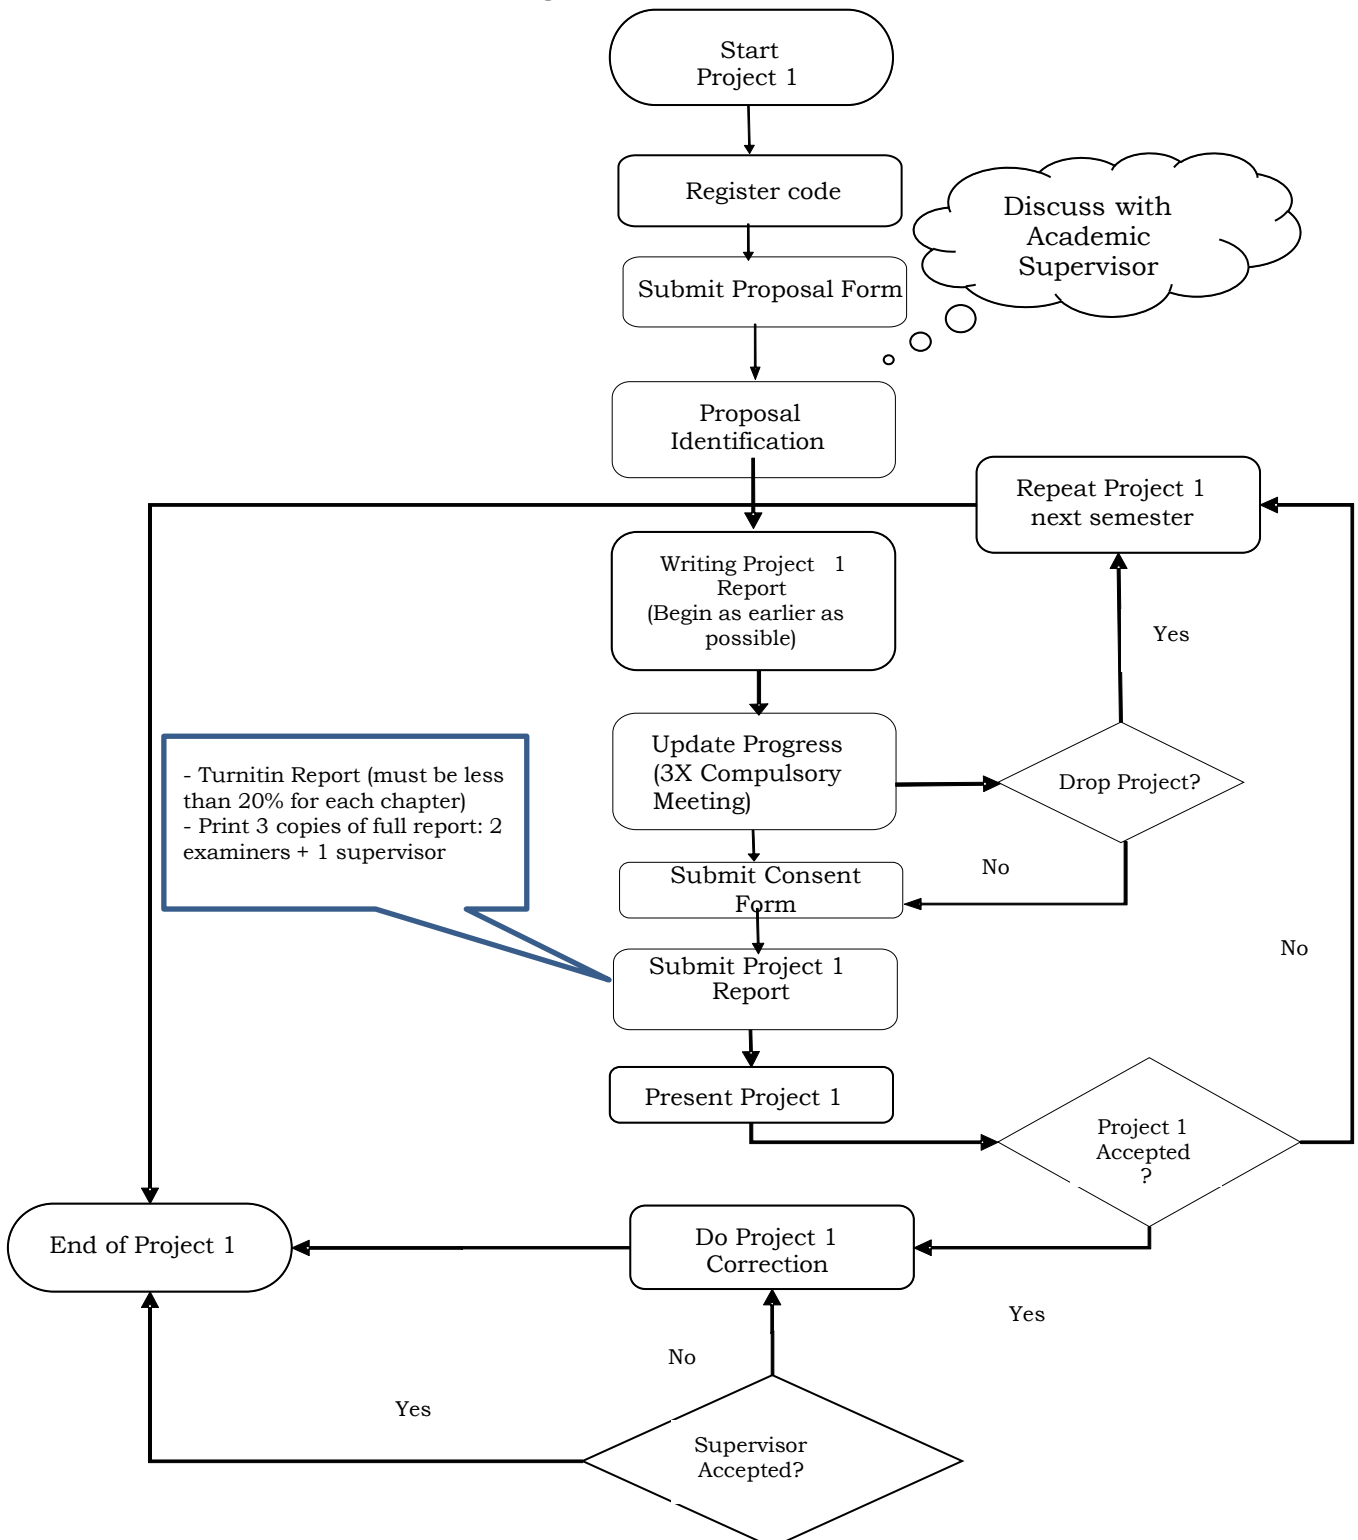 Start
Project 1
Register code
Discuss with
Academic
Supervisor
Submit Proposal Form
Proposal
Identification
Repeat Project 1
next semester
Writing Project 1
Report
(Begin as earlier as
possible)
Yes
Update Progress
(3X Compulsory
Meeting)
Drop Project?
- Turnitin Report (must be less
than 20% for each chapter)
- Print 3 copies of full report: 2
examiners + 1 supervisor
No
Submit Consent
Form
No
Submit Project 1
Report
Present Project 1
Project 1
Accepted
?
End of Project 1
Do Project 1
Correction
Yes
No
Yes
Supervisor
Accepted?